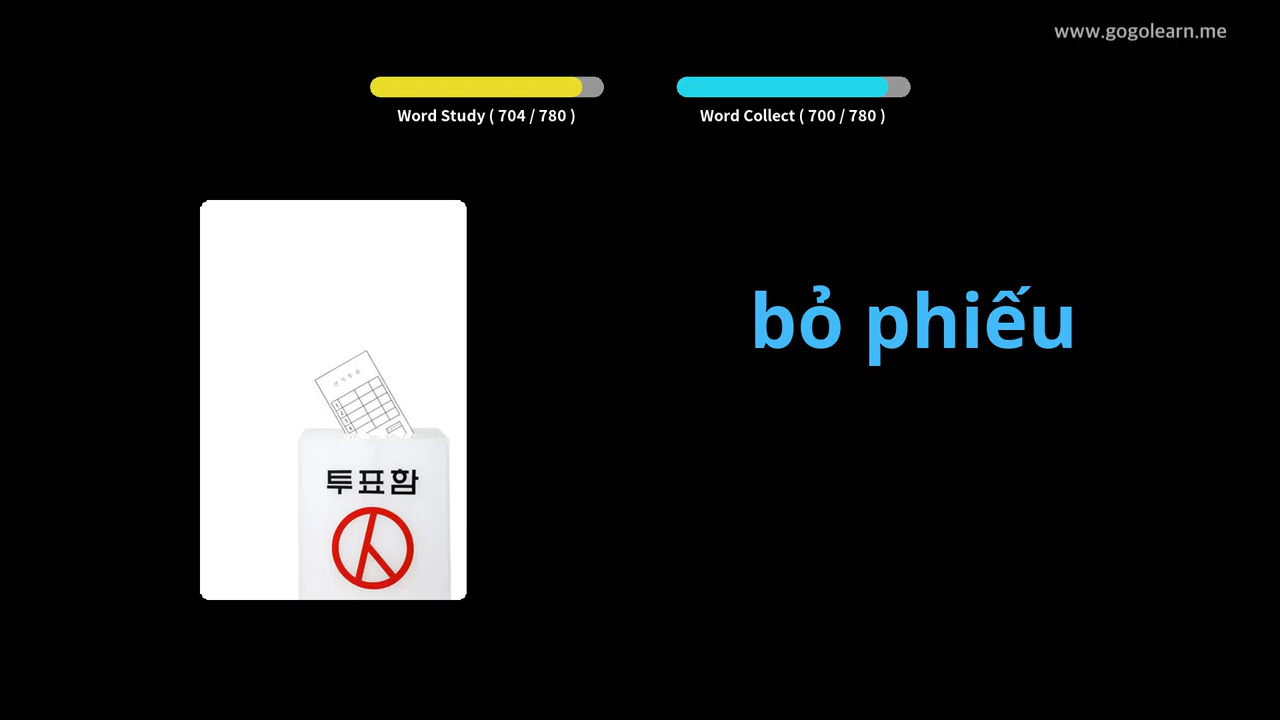 www.gogolearn.me
Word Study ( 704 / 780 )
Word Collect ( 700 / 780 )
bỏ phiếu
투표함